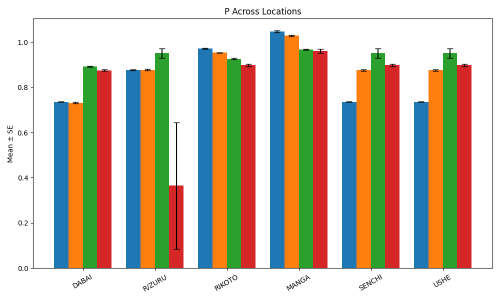 P Across Locations
Mean ± SE
1.0
0.8
0.6
0.4
0.2
0.0
DABAI
R/ZURU
RIKOTO
MANGA
SENCHI
USHE